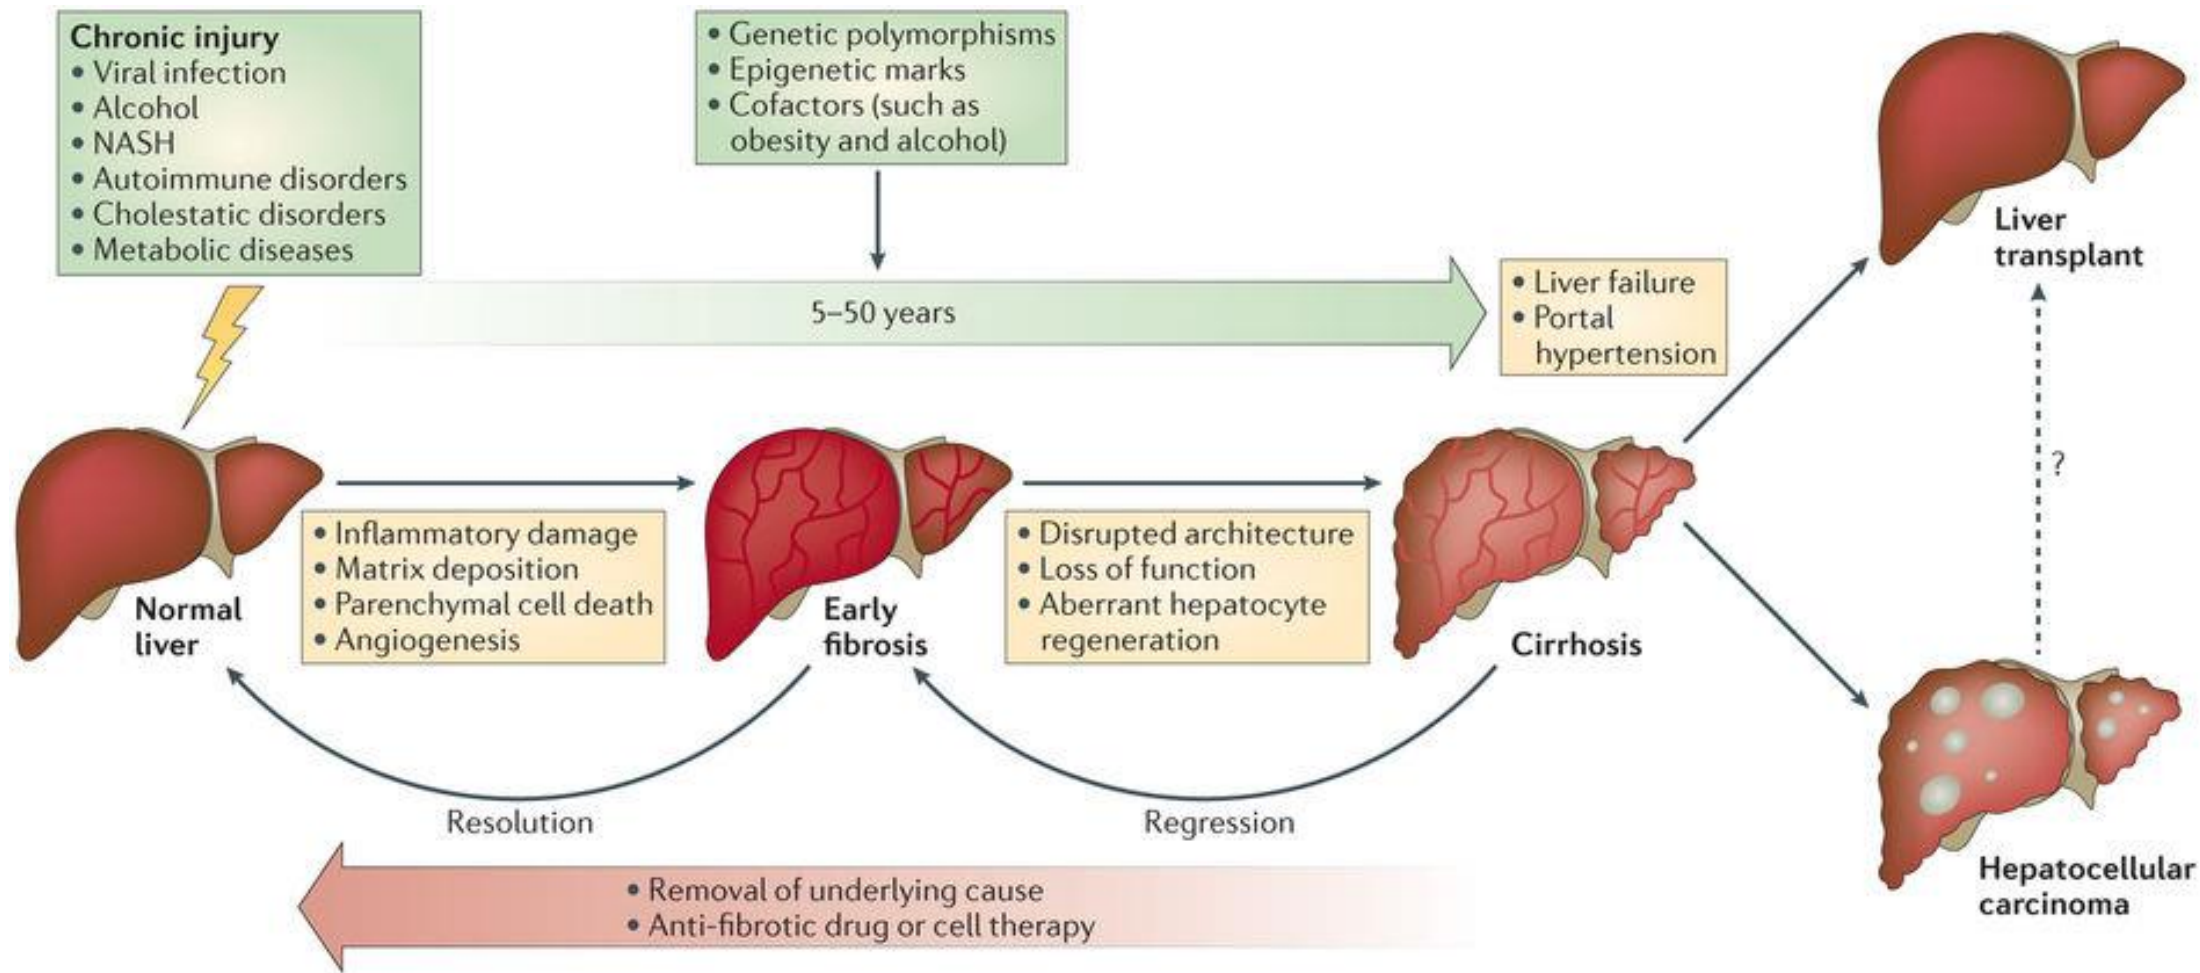 Chronic injury
• Viral infection
• Alcohol
• NASH
• Autoimmune disorders
• Cholestatic disorders
• Metabolic diseases
• Genetic polymorphisms
• Epigenetic marks
• Cofactors (such as
obesity and alcohol)
5–50 years
• Liver failure
• Portal
hypertension
Liver
transplant
?
Normal
liver
• Inflammatory damage
• Matrix deposition
• Parenchymal cell death
• Angiogenesis
Early
fibrosis
• Disrupted architecture
• Loss of function
• Aberrant hepatocyte
regeneration
Cirrhosis
Hepatocellular
carcinoma
Resolution
Regression
• Removal of underlying cause
• Anti-fibrotic drug or cell therapy